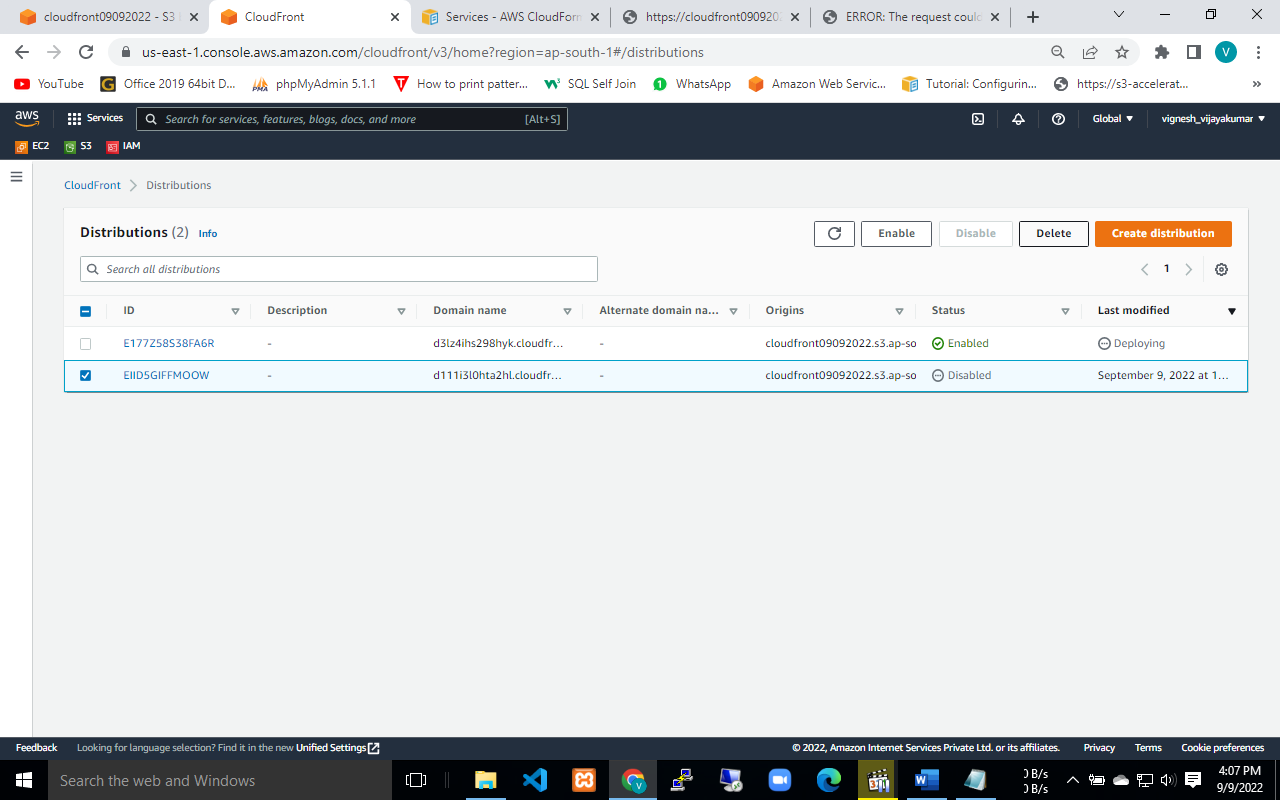 cloudfront09092022 - S3
CloudFront
Services - AWS CloudForm
https://cloudfront090920
ERROR: The request could
us-east-1.console.aws.amazon.com/cloudfront/v3/home?region=ap-south-1#/distributions
V
YouTube
G
Office 2019 64bit D...
PMA
phpMyAdmin 5.1.1
How to print patter...
SQL Self Join
1
WhatsApp
Amazon Web Servic...
Tutorial: Configurin...
https://s3-accelerat...
»
aws
Services
Search for services, features, blogs, docs, and more
[Alt+S]
Global
vignesh_vijayakumar
EC2
S3
IAM
CloudFront
Distributions
Distributions (2)
Info
Enable
Disable
Delete
Create distribution
Search all distributions
1
ID
Description
Domain name
Alternate domain na...
Origins
Status
Last modified
E177Z58S38FA6R
-
d3lz4ihs298hyk.cloudfr...
-
cloudfront09092022.s3.ap-so
Enabled
Deploying
EIID5GIFFMOOW
-
d111i3l0hta2hl.cloudfr...
-
cloudfront09092022.s3.ap-so
Disabled
September 9, 2022 at 1...
Feedback
Looking for language selection? Find it in the new Unified Settings
© 2022, Amazon Internet Services Private Ltd. or its affiliates.
Privacy
Terms
Cookie preferences
Search the web and Windows
V
W
0 B/s
0 B/s
4:07 PM
9/9/2022